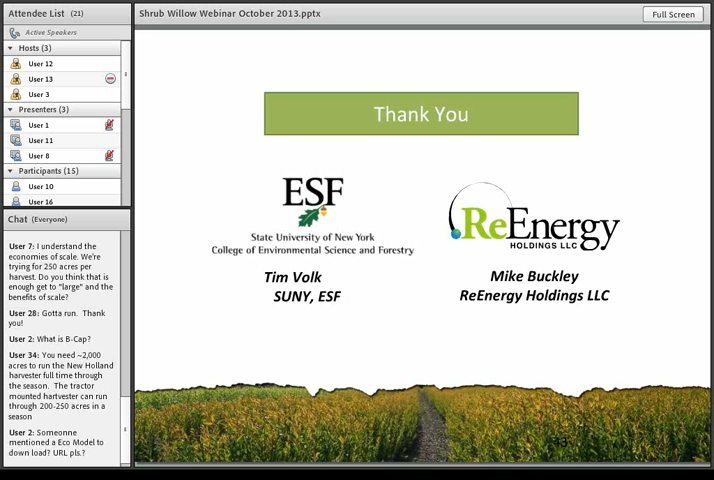 Attendee List (21)
Active Speakers
Hosts (3)
User 12
User 13
User 3
Presenters (3)
User 1
User 11
User 8
Participants (15)
User 10
User 16
Chat (Everyone)
User 7: I understand the
economies of scale. We're
trying for 250 acres per
harvest. Do you think that is
enough get to "large" and the
benefits of scale?
User 28: Gotta run. Thank
you!
User 2: What is B-Cap?
User 34: You need ~2,000
acres to run the New Holland
harvester full time through
the season. The tractor
mounted hartvester can run
through 200-250 acres in a
season
User 2: Someonne
mentioned a Eco Model to
down load? URL pls.?
Shrub Willow Webinar October 2013.pptx
Full Screen
Thank You
ESF
State University of New York
College of Environmental Science and Forestry
Tim Volk
SUNY, ESF
ReEnergy
HOLDINGS LLC
Mike Buckley
ReEnergy Holdings LLC
43